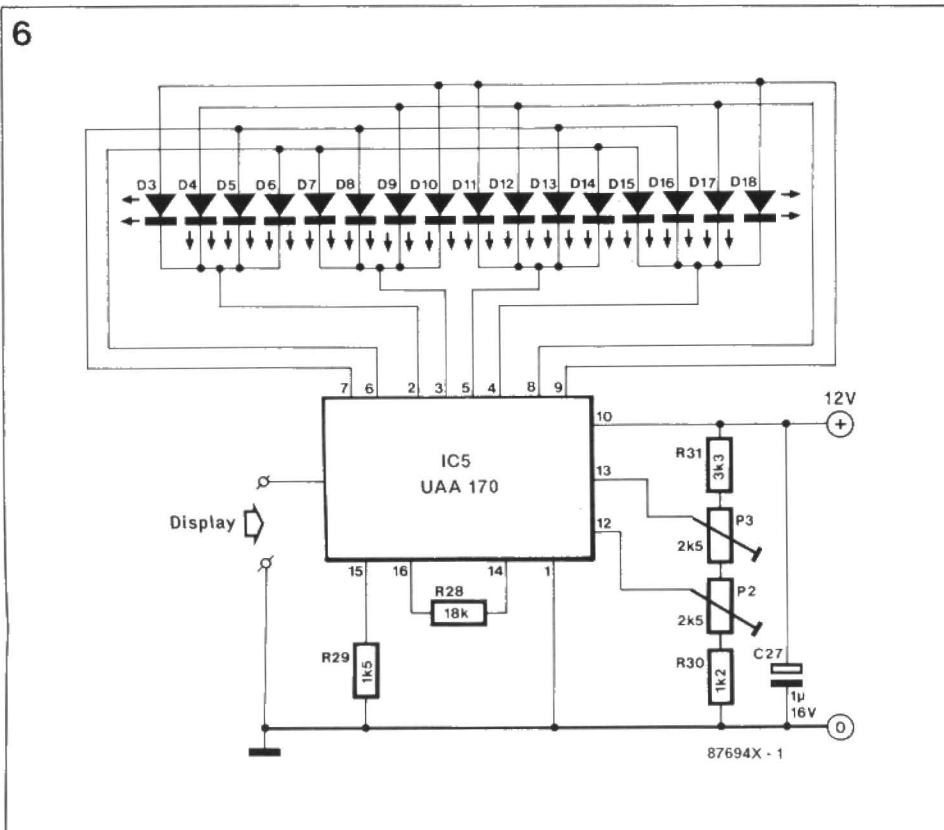 6
D3 D4 D5 D6 D7 D8 D9 D10 D11 D12 D13 D14 D15 D16 D17 D18
7 6 2 3 5 4 8 9
12V
+
10
R31
3k3
IC5
UAA 170
13
P3
2k5
Display
12
P2
2k5
15 16 14 1
R28
18k
R29
1k5
R30
1k2
C27
1µ
16V
0
87694X - 1